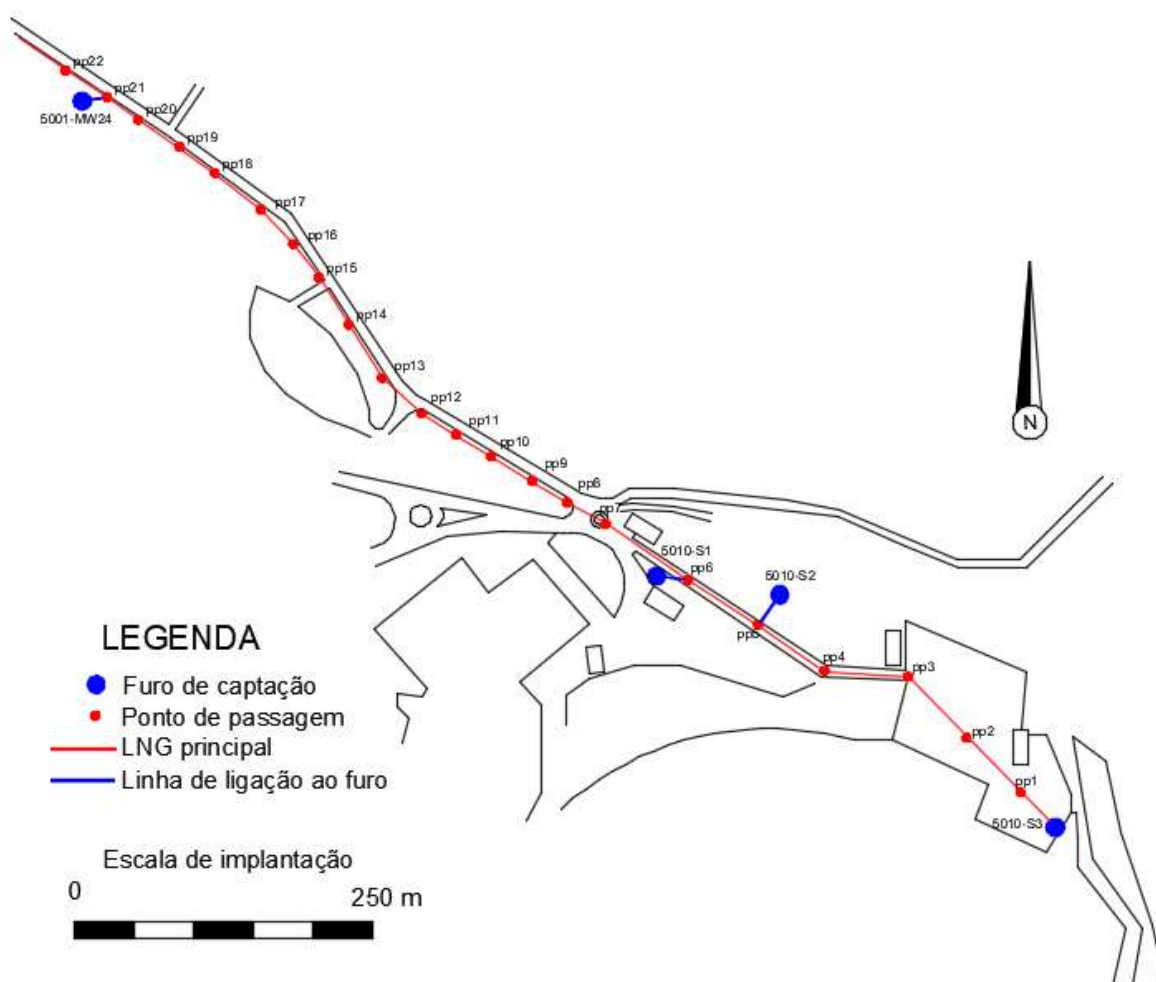 pp22
pp21
5001-MW24
pp20
pp19
pp18
pp17
pp16
pp15
pp14
pp13
pp12
pp11
pp10
pp9
pp8
pp7
N
5010-S1
pp6
5010-S2
pp5
pp4
pp3
pp2
pp1
5010-S3
LEGENDA
Furo de captação
Ponto de passagem
LNG principal
Linha de ligação ao furo
Escala de implantação
0 250 m